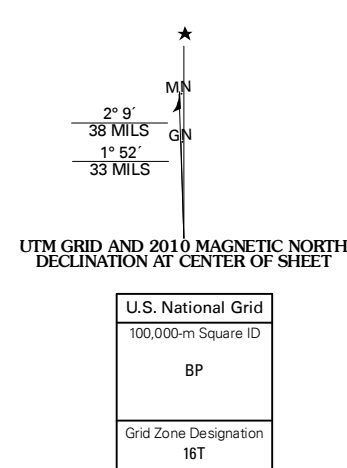 ★
MN
2° 9´
38 MILS
GN
1° 52´
33 MILS
UTM GRID AND 2010 MAGNETIC NORTH
DECLINATION AT CENTER OF SHEET
U.S. National Grid
100,000-m Square ID
BP
Grid Zone Designation
16T